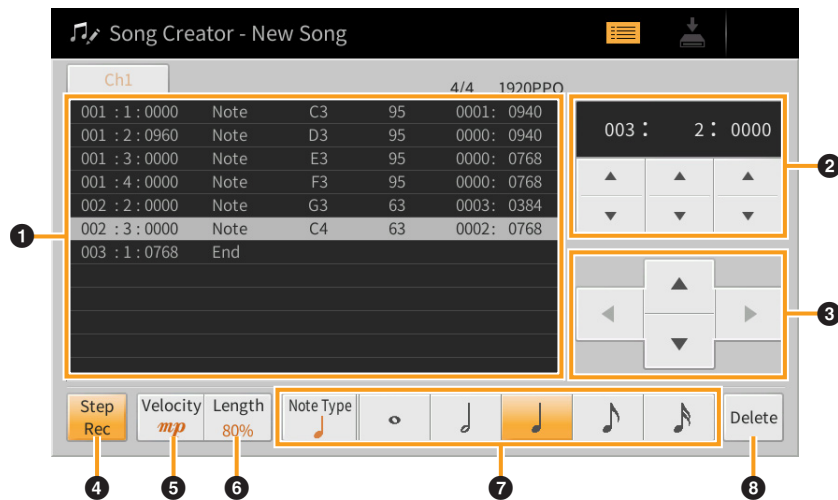 Song Creator - New Song
Ch1
4/4 1920PPQ
001 :1:0000 Note C3 95 0001: 0940
001 :2:0960 Note D3 95 0000: 0940
001 :3:0000 Note E3 95 0000: 0768
001 :4:0000 Note F3 95 0000: 0768
002 :2:0000 Note G3 63 0003: 0384
002 :3:0000 Note C4 63 0002: 0768
003 :1:0768 End
003 : 2 : 0000
1
2
3
Step
Rec
Velocity
mp
Length
80%
Note Type
Delete
4
5
6
7
8